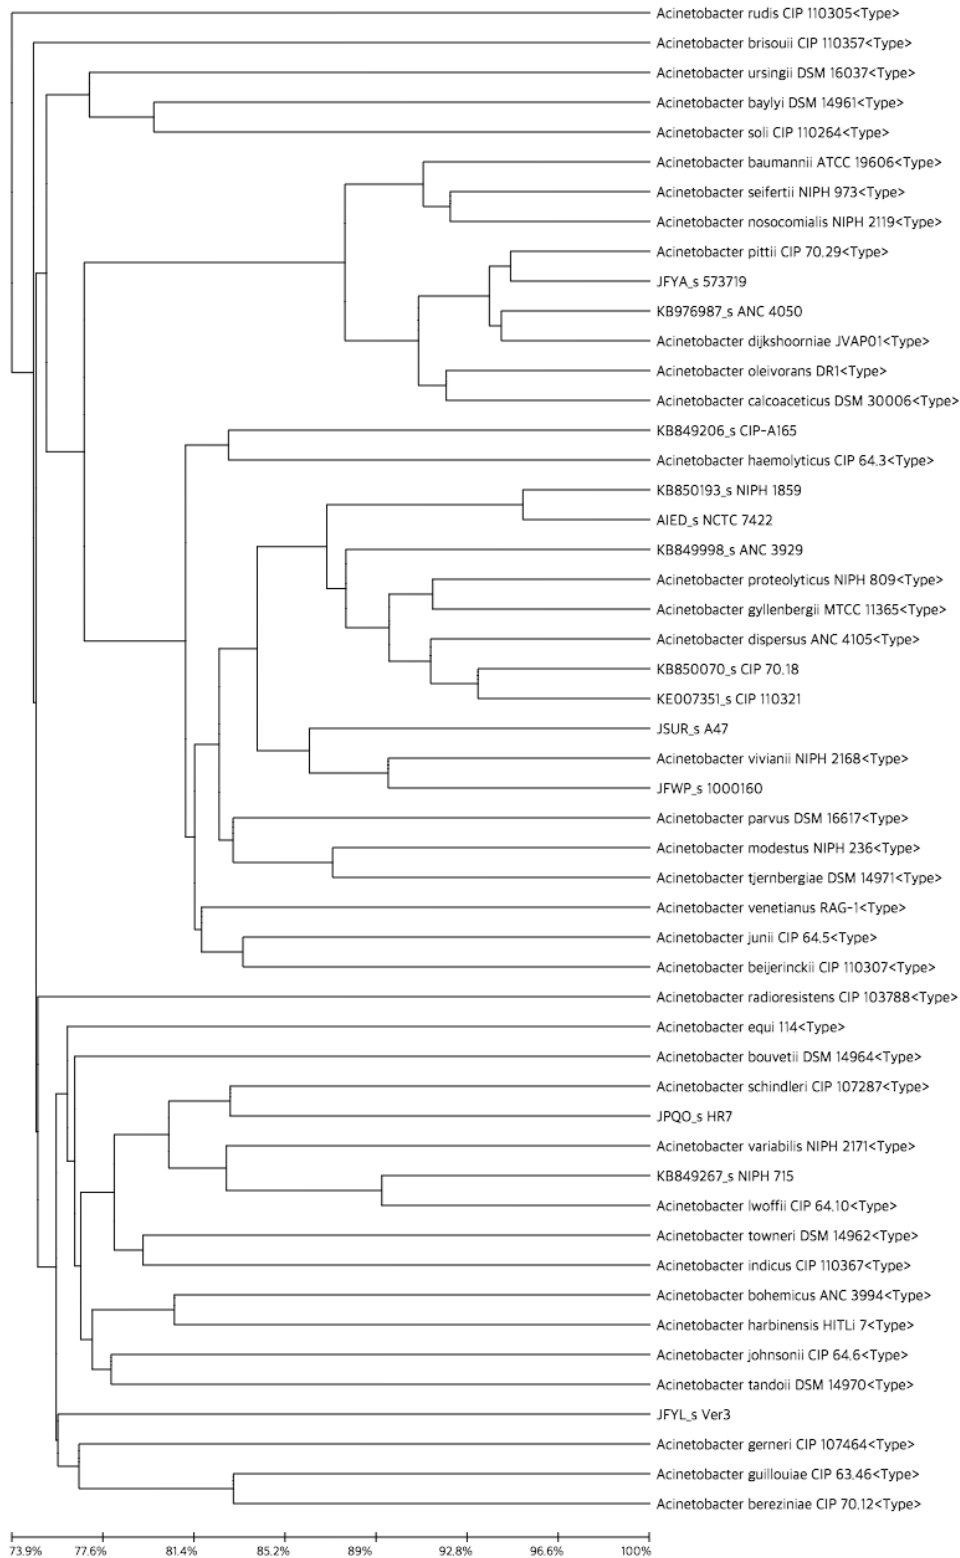 Acinetobacter rudis CIP 110305<Type>
Acinetobacter brisouii CIP 110357<Type>
Acinetobacter ursingii DSM 16037<Type>
Acinetobacter baylyi DSM 14961<Type>
Acinetobacter soli CIP 110264<Type>
Acinetobacter baumannii ATCC 19606<Type>
Acinetobacter seifertii NIPH 973<Type>
Acinetobacter nosocomialis NIPH 2119<Type>
Acinetobacter pittii CIP 70.29<Type>
JFYA_s 573719
KB976987_s ANC 4050
Acinetobacter dijkshoorniae JVAP01<Type>
Acinetobacter oleivorans DR1<Type>
Acinetobacter calcoaceticus DSM 30006<Type>
KB849206_s CIP-A165
Acinetobacter haemolyticus CIP 64.3<Type>
KB850193_s NIPH 1859
AIED_s NCTC 7422
KB849998_s ANC 3929
Acinetobacter proteolyticus NIPH 809<Type>
Acinetobacter gyllenbergii MTCC 11365<Type>
Acinetobacter dispersus ANC 4105<Type>
KB850070_s CIP 70.18
KE007351_s CIP 110321
JSUR_s A47
Acinetobacter vivianii NIPH 2168<Type>
JFWP_s 1000160
Acinetobacter parvus DSM 16617<Type>
Acinetobacter modestus NIPH 236<Type>
Acinetobacter tjernbergiae DSM 14971<Type>
Acinetobacter venetianus RAG-1<Type>
Acinetobacter junii CIP 64.5<Type>
Acinetobacter beijerinckii CIP 110307<Type>
Acinetobacter radioresistens CIP 103788<Type>
Acinetobacter equi 114<Type>
Acinetobacter bouvetii DSM 14964<Type>
Acinetobacter schindleri CIP 107287<Type>
JPQO_s HR7
Acinetobacter variabilis NIPH 2171<Type>
KB849267_s NIPH 715
Acinetobacter lwoffii CIP 64.10<Type>
Acinetobacter towneri DSM 14962<Type>
Acinetobacter indicus CIP 110367<Type>
Acinetobacter bohemicus ANC 3994<Type>
Acinetobacter harbinensis HITLi 7<Type>
Acinetobacter johnsonii CIP 64.6<Type>
Acinetobacter tandoii DSM 14970<Type>
JFYL_s Ver3
Acinetobacter gerneri CIP 107464<Type>
Acinetobacter guillouiae CIP 63.46<Type>
Acinetobacter bereziniae CIP 70.12<Type>
73.9% 77.6% 81.4% 85.2% 89% 92.8% 96.6% 100%